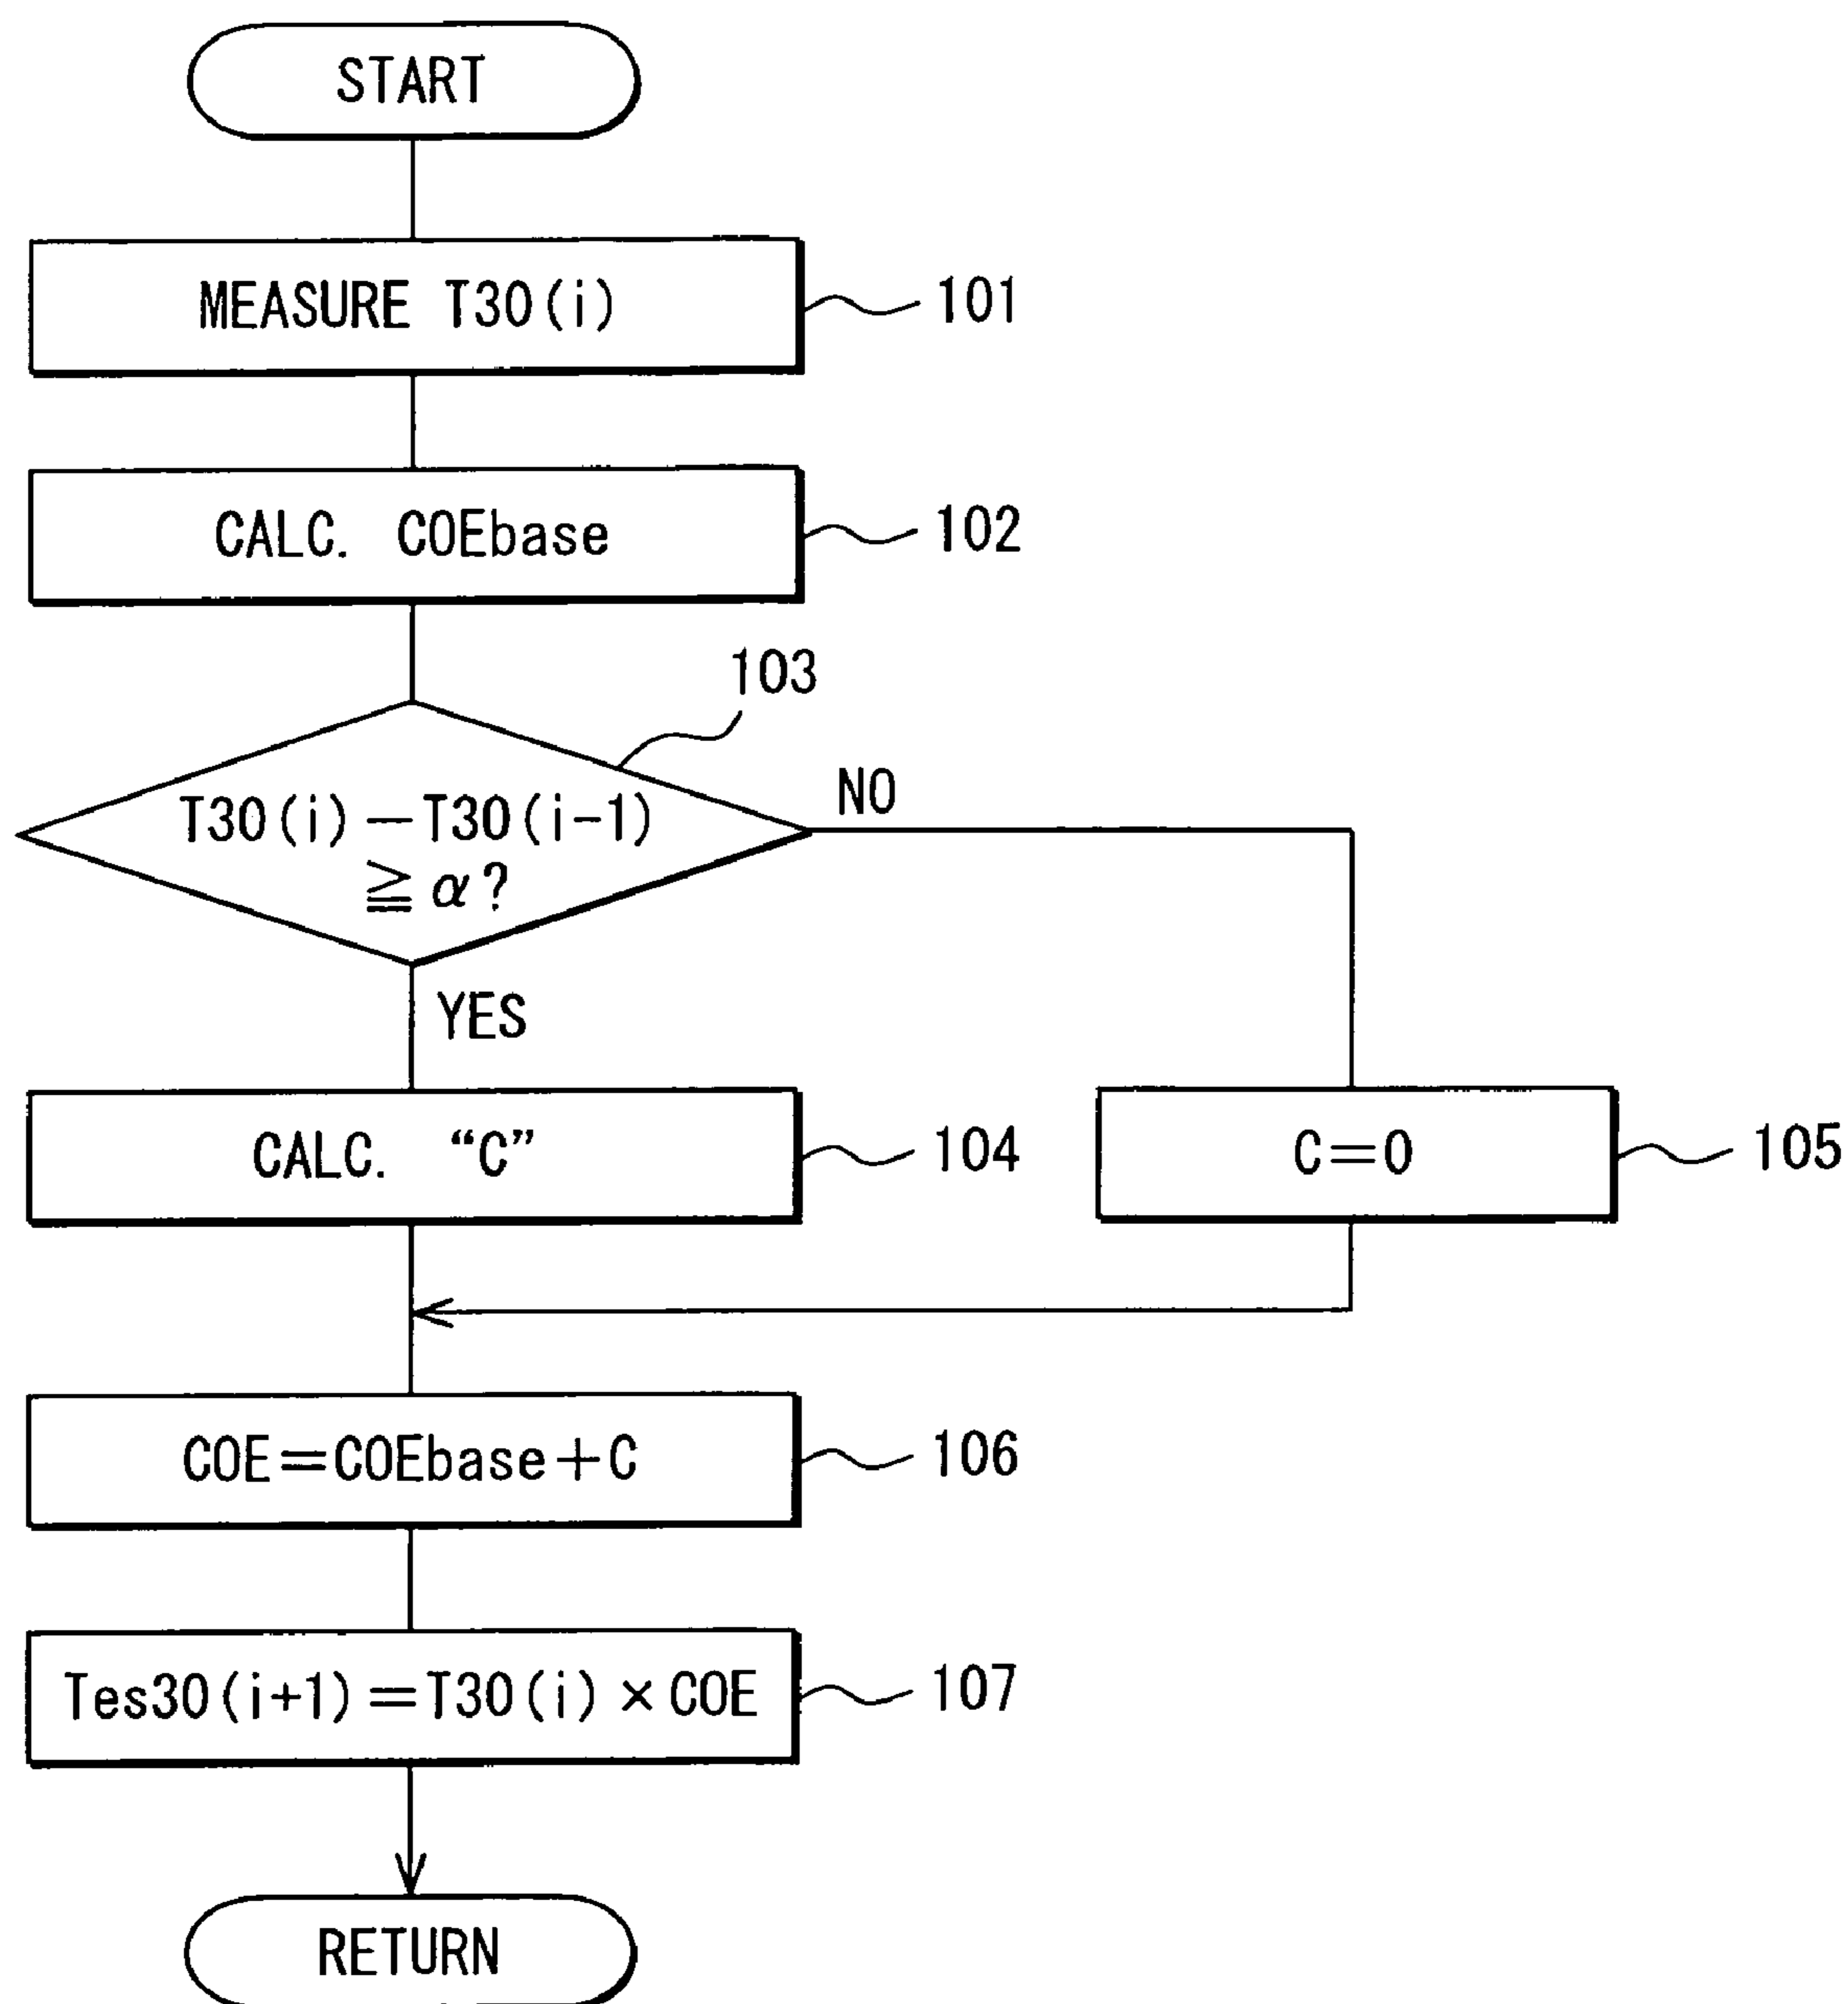 START
MEASURE T30(i)
101
CALC. COEbase
102
103
T30(i)−T30(i-1)
≧α?
NO
YES
CALC. “C”
104
C=0
105
COE=COEbase+C
106
Tes30(i+1)=T30(i)×COE
107
RETURN